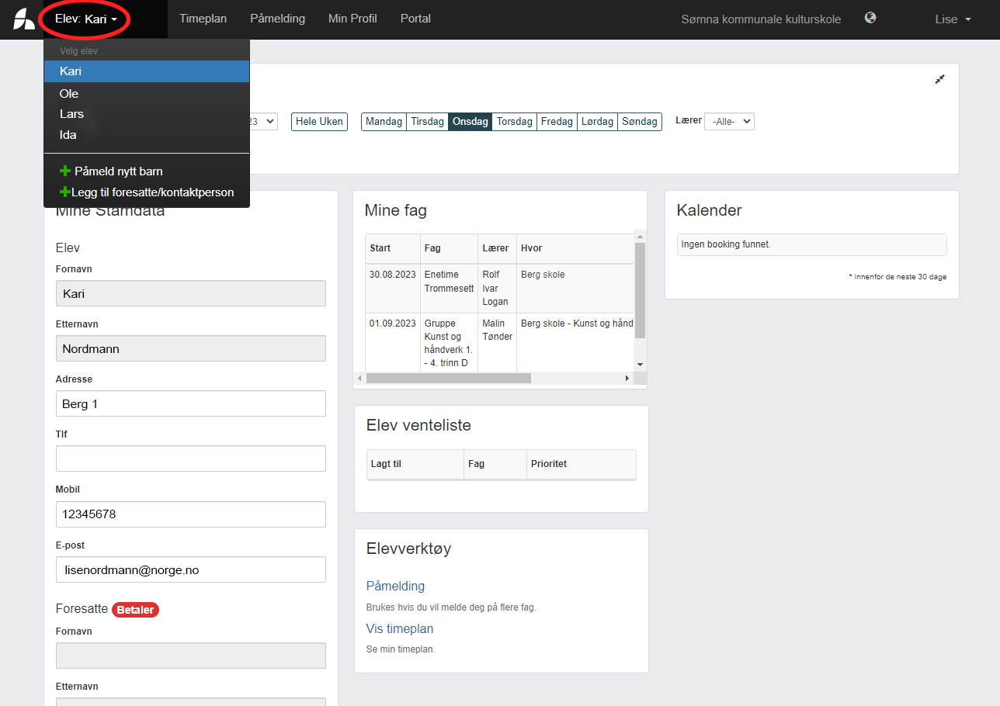 Elev: Kari
Timeplan
Påmelding
Min Profil
Portal
Sømna kommunale kulturskole
Lise
Velg elev
Kari
Ole
Lars
Ida
Påmeld nytt barn
Legg til foresatte/kontaktperson
23
Hele Uken
Mandag
Tirsdag
Onsdag
Torsdag
Fredag
Lørdag
Søndag
Lærer
-Alle-
Mine Stamdata
Elev
Fornavn
Kari
Etternavn
Nordmann
Adresse
Berg 1
Tlf
Mobil
12345678
E-post
lisenordmann@norge.no
Foresatte Betaler
Fornavn
Etternavn
Mine fag
Start Fag Lærer Hvor
30.08.2023 Enetime Rolf Berg skole
Trommesett Ivar
Logan
01.09.2023 Gruppe Malin Berg skole - Kunst og hånd
Kunst og Tønder
håndverk 1.
- 4. trinn D
Elev venteliste
Lagt til Fag Prioritet
Elevverktøy
Påmelding
Brukes hvis du vil melde deg på flere fag.
Vis timeplan
Se min timeplan.
Kalender
Ingen booking funnet.
* Innenfor de neste 30 dage